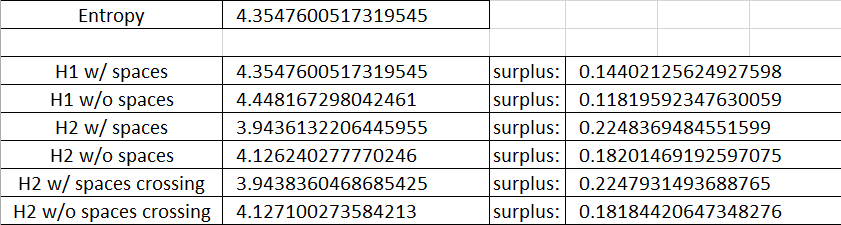 Entropy 4.3547600517319545
H1 w/ spaces 4.3547600517319545 surplus: 0.14402125624927598
H1 w/o spaces 4.448167298042461 surplus: 0.11819592347630059
H2 w/ spaces 3.9436132206445955 surplus: 0.2248369484551599
H2 w/o spaces 4.126240277770246 surplus: 0.18201469192597075
H2 w/ spaces crossing 3.9438360468685425 surplus: 0.2247931493688765
H2 w/o spaces crossing 4.127100273584213 surplus: 0.18184420647348276